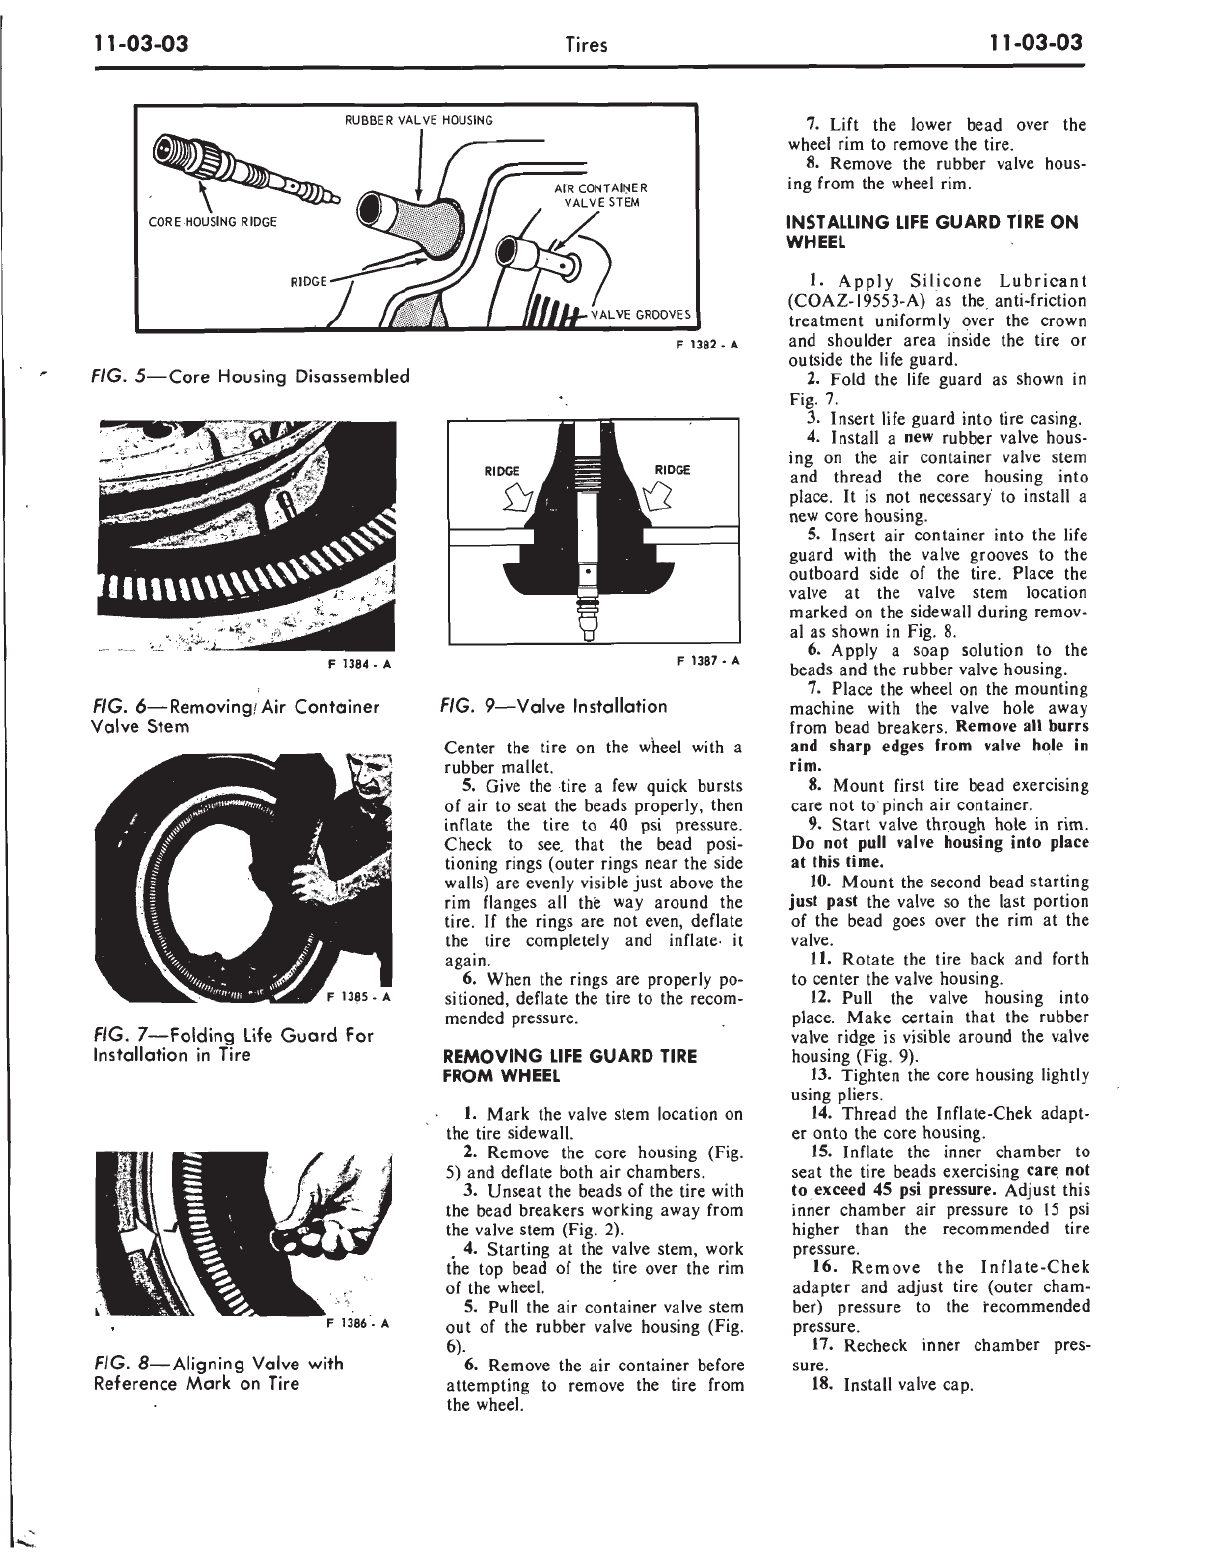 11-03-03
Tires
11-03-03
RUBBER VALVE HOUSING
CORE HOUSING RIDGE
AIR CONTAINER
VALVE STEM
RIDGE
VALVE GROOVES
F 1382 - A
FIG. 5—Core Housing Disassembled
F 1384 - A
FIG. 6—Removing Air Container
Valve Stem
F 1385 - A
FIG. 7—Folding Life Guard For
Installation in Tire
F 1386 - A
FIG. 8—Aligning Valve with
Reference Mark on Tire
RIDGE
RIDGE
F 1387 - A
FIG. 9—Valve Installation
Center the tire on the wheel with a
rubber mallet.
5. Give the tire a few quick bursts
of air to seat the beads properly, then
inflate the tire to 40 psi pressure.
Check to see that the bead posi-
tioning rings (outer rings near the side
walls) are evenly visible just above the
rim flanges all the way around the
tire. If the rings are not even, deflate
the tire completely and inflate it
again.
6. When the rings are properly po-
sitioned, deflate the tire to the recom-
mended pressure.
REMOVING LIFE GUARD TIRE
FROM WHEEL
1. Mark the valve stem location on
the tire sidewall.
2. Remove the core housing (Fig.
5) and deflate both air chambers.
3. Unseat the beads of the tire with
the bead breakers working away from
the valve stem (Fig. 2).
4. Starting at the valve stem, work
the top bead of the tire over the rim
of the wheel.
5. Pull the air container valve stem
out of the rubber valve housing (Fig.
6).
6. Remove the air container before
attempting to remove the tire from
the wheel.
7. Lift the lower bead over the
wheel rim to remove the tire.
8. Remove the rubber valve hous-
ing from the wheel rim.
INSTALLING LIFE GUARD TIRE ON
WHEEL
1. Apply Silicone Lubricant
(COAZ-19553-A) as the anti-friction
treatment uniformly over the crown
and shoulder area inside the tire or
outside the life guard.
2. Fold the life guard as shown in
Fig. 7.
3. Insert life guard into tire casing.
4. Install a new rubber valve hous-
ing on the air container valve stem
and thread the core housing into
place. It is not necessary to install a
new core housing.
5. Insert air container into the life
guard with the valve grooves to the
outboard side of the tire. Place the
valve at the valve stem location
marked on the sidewall during remov-
al as shown in Fig. 8.
6. Apply a soap solution to the
beads and the rubber valve housing.
7. Place the wheel on the mounting
machine with the valve hole away
from bead breakers. Remove all burrs
and sharp edges from valve hole in
rim.
8. Mount first tire bead exercising
care not to pinch air container.
9. Start valve through hole in rim.
Do not pull valve housing into place
at this time.
10. Mount the second bead starting
just past the valve so the last portion
of the bead goes over the rim at the
valve.
11. Rotate the tire back and forth
to center the valve housing.
12. Pull the valve housing into
place. Make certain that the rubber
valve ridge is visible around the valve
housing (Fig. 9).
13. Tighten the core housing lightly
using pliers.
14. Thread the Inflate-Chek adapt-
er onto the core housing.
15. Inflate the inner chamber to
seat the tire beads exercising care not
to exceed 45 psi pressure. Adjust this
inner chamber air pressure to 15 psi
higher than the recommended tire
pressure.
16. Remove the Inflate-Chek
adapter and adjust tire (outer cham-
ber) pressure to the recommended
pressure.
17. Recheck inner chamber pres-
sure.
18. Install valve cap.